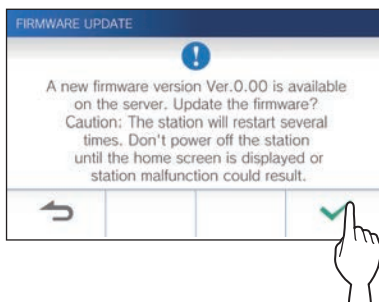 FIRMWARE UPDATE
A new firmware version Ver.0.00 is available
on the server. Update the firmware?
Caution: The station will restart several
times. Don't power off the station
until the home screen is displayed or
station malfunction could result.